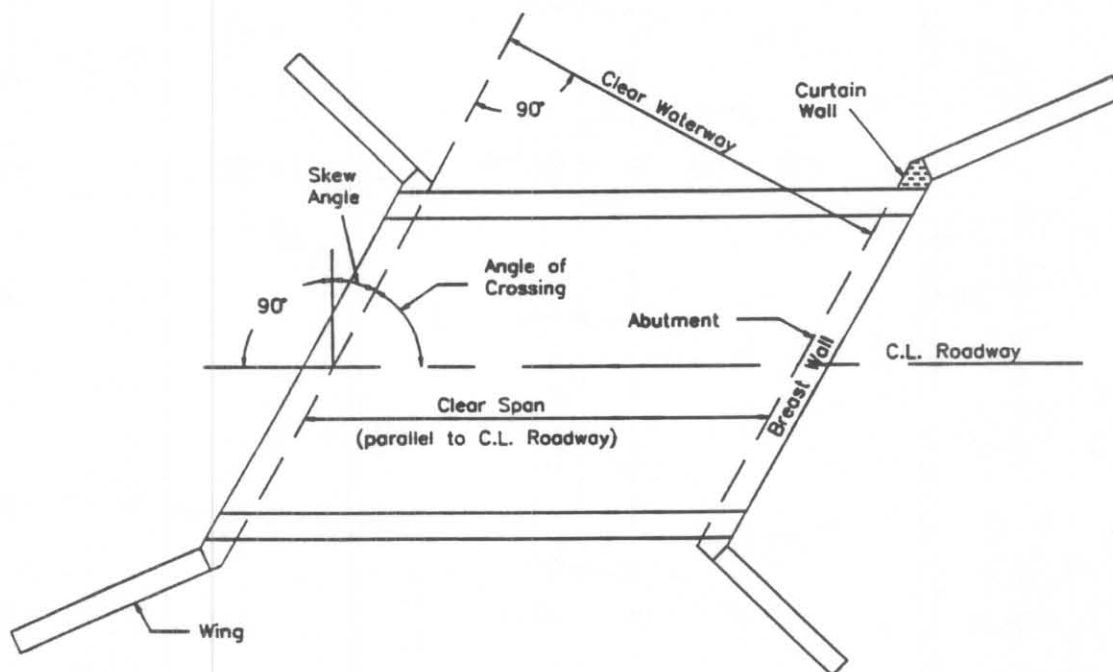 90°
Clear Waterway
Curtain
Wall
Skew
Angle
Angle of
Crossing
90°
Abutment
C.L. Roadway
Clear Span
(parallel to C.L. Roadway)
Breast Wall
Wing